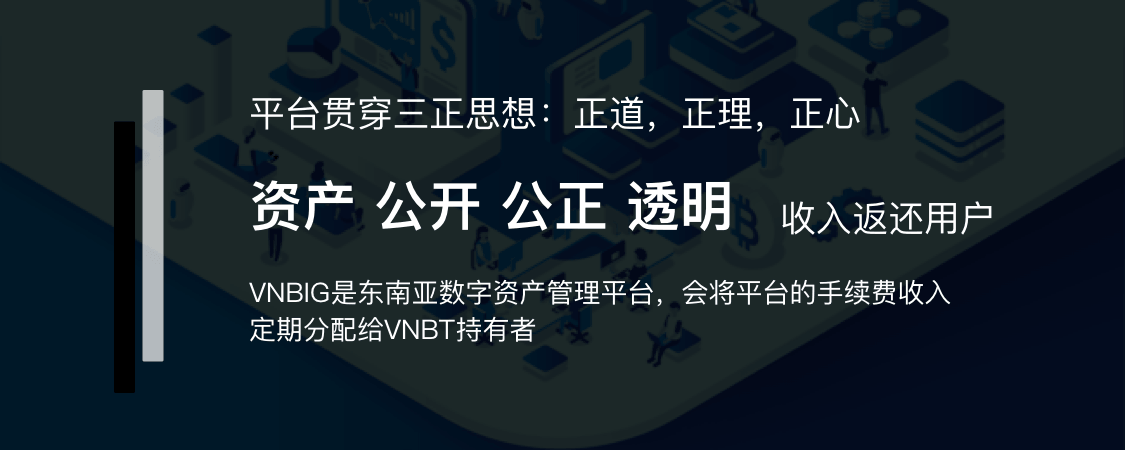 平台贯穿三正思想：正道，正理，正心
资产 公开 公正 透明 收入返还用户
VNBIG是东南亚数字资产管理平台，会将平台的手续费收入
定期分配给VNBT持有者